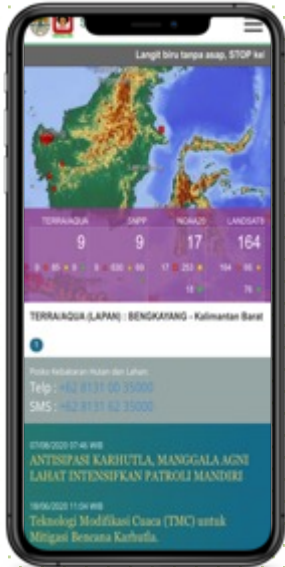 Langit biru tanpa asap, STOP kel
TERRA/AQUA SNPP NOAA20 LANDSAT8
9 9 17 164
TERRA/AQUA (LAPAN) : BENGKAYANG - Kalimantan Barat
1
Posko Kebakaran Hutan dan Lahan:
Telp : +62 8131 00 35000
SMS : +62 8131 62 35000
07/08/2020 07:46 WIB
ANTISIPASI KARHUTLA, MANGGALA AGNI
LAHAT INTENSIFKAN PATROLI MANDIRI
18/06/2020 11:04 WIB
Teknologi Modifikasi Cuaca (TMC) untuk
Mitigasi Bencana Karhutla.